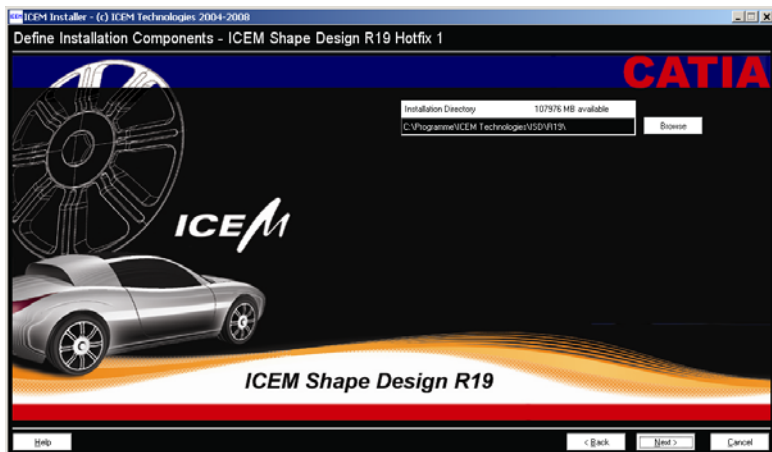 ICEM ICEM Installer - (c) ICEM Technologies 2004-2008
Define Installation Components - ICEM Shape Design R19 Hotfix 1
CATIA
Installation Directory 107976 MB available
C:\Programme\ICEM Technologies\ISD\R19\ Browse
ICEM
ICEM Shape Design R19
Help < Back Next > Cancel